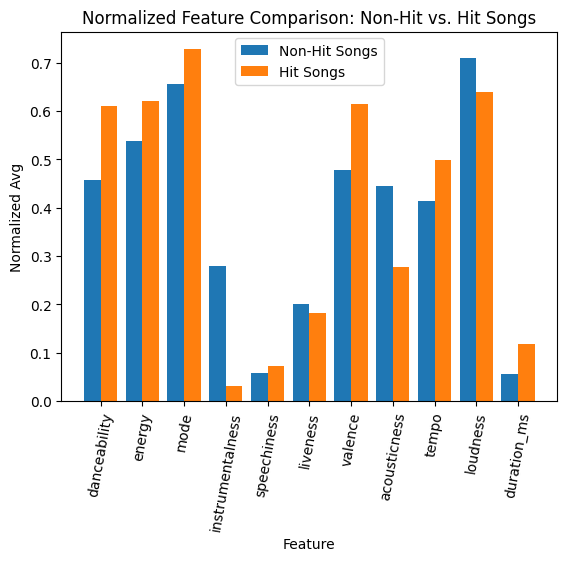 Normalized Feature Comparison: Non-Hit vs. Hit Songs
Non-Hit Songs
Hit Songs
Normalized Avg
0.7
0.6
0.5
0.4
0.3
0.2
0.1
0.0
danceability
energy
mode
instrumentalness
speechiness
liveness
valence
acousticness
tempo
loudness
duration_ms
Feature